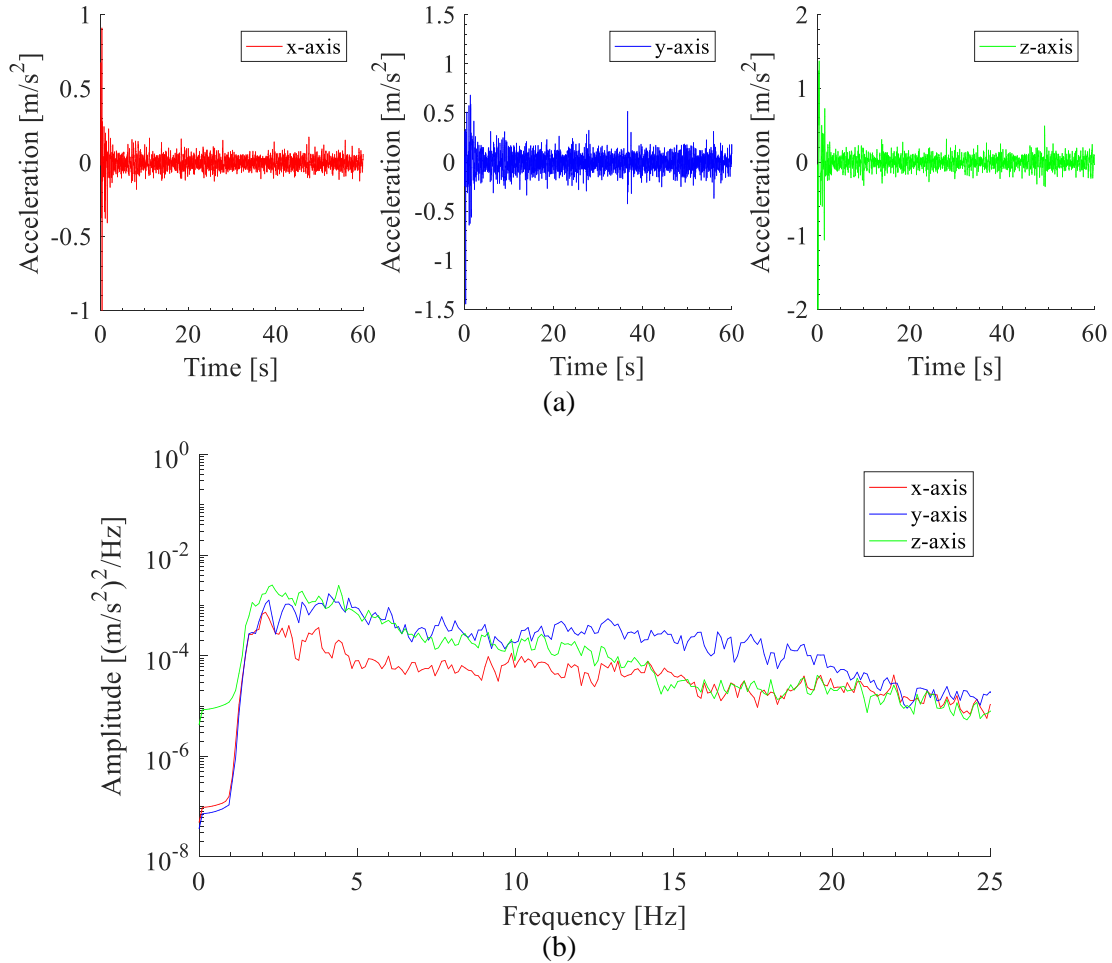 x-axis
Acceleration [m/s²]
1
0.5
0
-0.5
-1
0 20 40 60
Time [s]
y-axis
Acceleration [m/s²]
1.5
1
0.5
0
-0.5
-1
-1.5
0 20 40 60
Time [s]
z-axis
Acceleration [m/s²]
2
1
0
-1
-2
0 20 40 60
Time [s]
(a)
Amplitude [(m/s²)²/Hz]
10⁰
10⁻²
10⁻⁴
10⁻⁶
10⁻⁸
x-axis
y-axis
z-axis
0 5 10 15 20 25
Frequency [Hz]
(b)